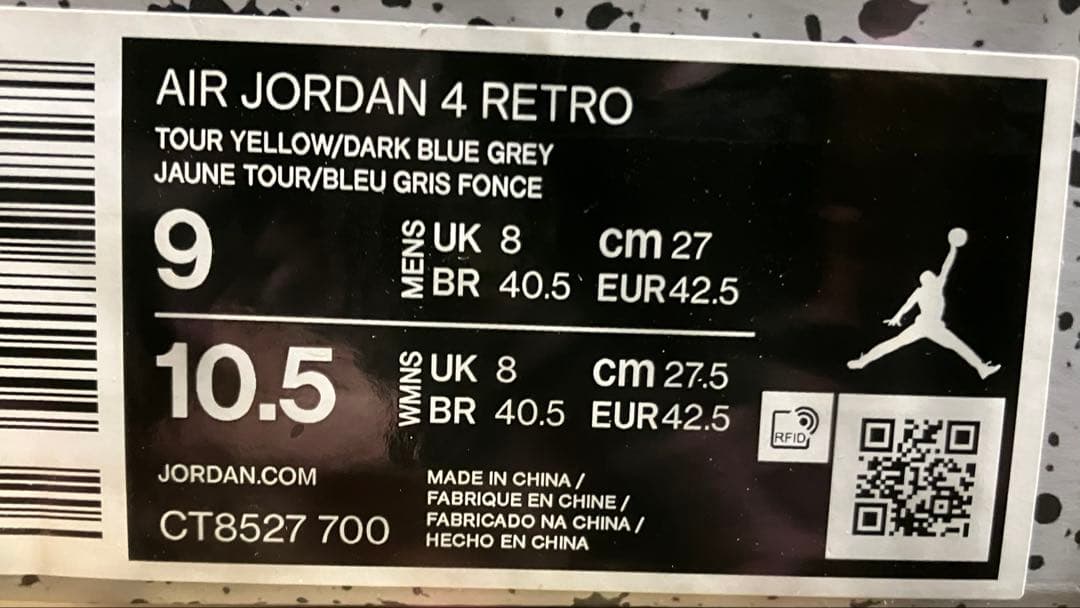 AIR JORDAN 4 RETRO
TOUR YELLOW/DARK BLUE GREY
JAUNE TOUR/BLEU GRIS FONCE
9
MENS
UK 8 cm 27
BR 40.5 EUR 42.5
10.5
WMNS
UK 8 cm 27.5
BR 40.5 EUR 42.5
RFID
JORDAN.COM
CT8527 700
MADE IN CHINA /
FABRIQUE EN CHINE /
FABRICADO NA CHINA /
HECHO EN CHINA